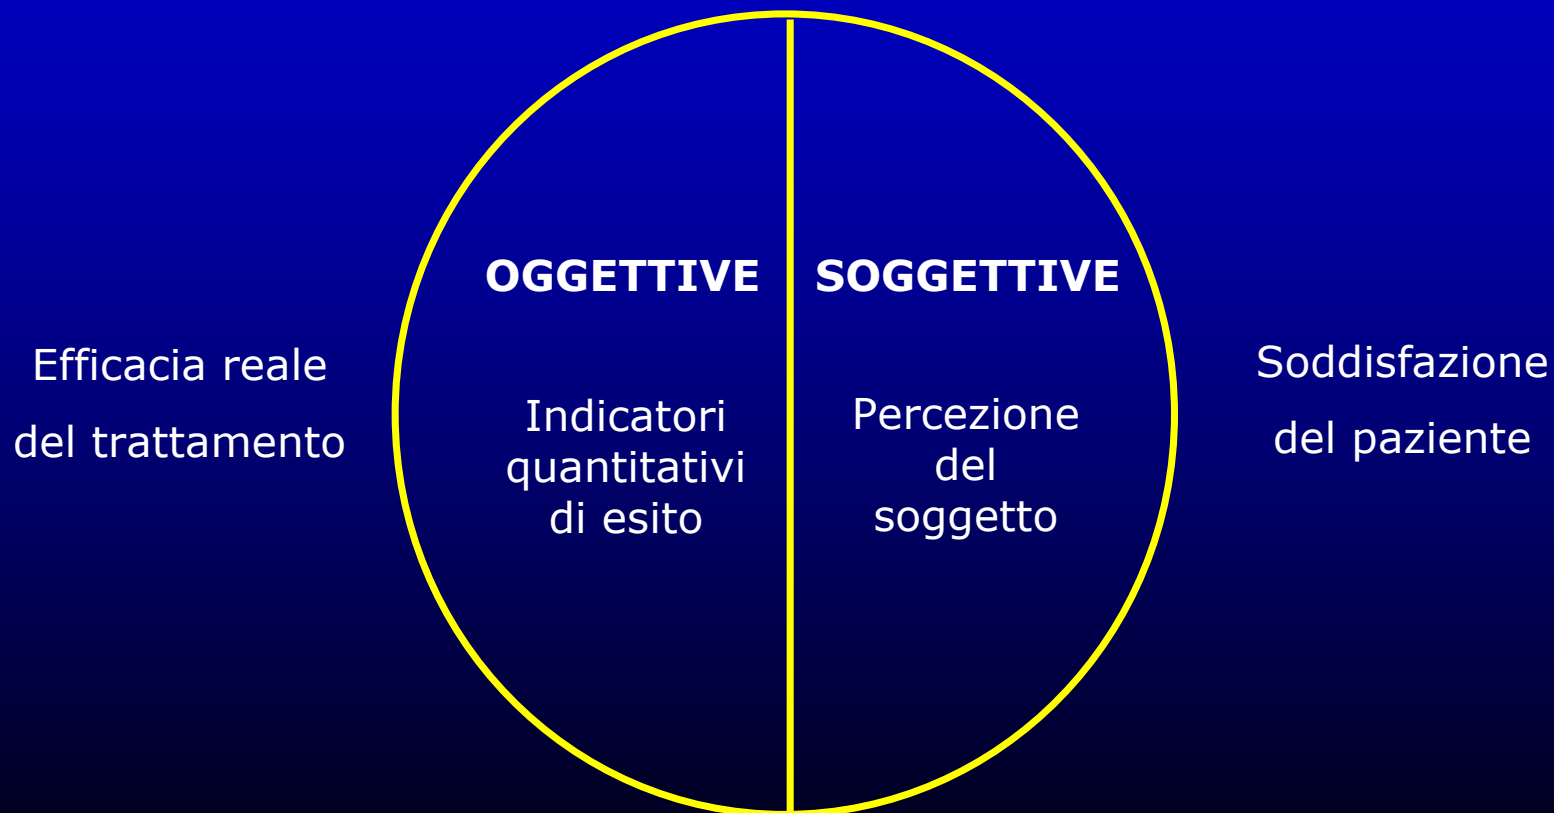 OGGETTIVE
SOGGETTIVE
Efficacia reale
del trattamento
Indicatori
quantitativi
di esito
Percezione
del
soggetto
Soddisfazione
del paziente